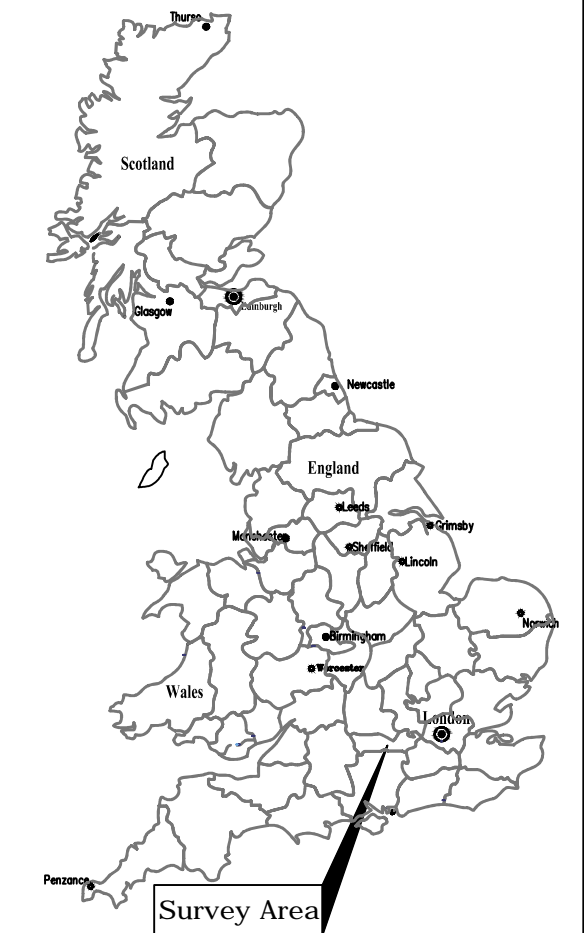 Thurso
Scotland
Glasgow
Edinburgh
Newcastle
England
Leeds
Grimsby
Manchester
Sheffield
Lincoln
Norwich
Birmingham
Worcester
Wales
London
Penzance
Survey Area